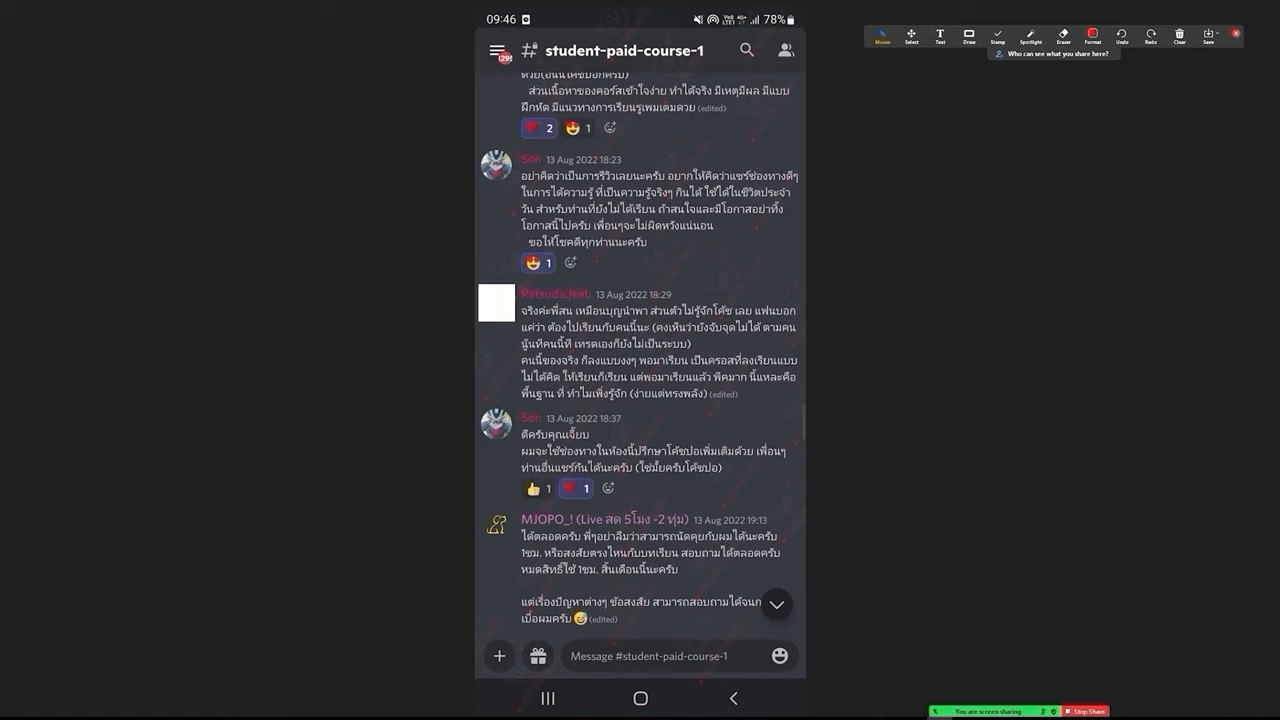 09:46
78%
Mouse
Select
Text
Draw
Stamp
Spotlight
Eraser
Format
Undo
Redo
Clear
Save
Who can see what you share here?
student-paid-course-1
ส่วนเนื้อหาของคอร์สเข้าใจง่าย ทำได้จริง มีเหตุมีผล มีแบบ
ฝึกหัด มีแนวทางการเรียนรู้เพิ่มเติมด้วย (edited)
2
1
Son 13 Aug 2022 18:23
อย่าคิดว่าเป็นการรีวิวเลยนะครับ อยากให้คิดว่าแชร์ช่องทางดีๆ
ในการได้ความรู้ ที่เป็นความรู้จริงๆ กินได้ ใช้ได้ในชีวิตประจำ
วัน สำหรับท่านที่ยังไม่ได้เรียน ถ้าสนใจและมีโอกาสอย่าทิ้ง
โอกาสนี้ไปครับ เพื่อนๆจะไม่ผิดหวังแน่นอน
ขอให้โชคดีทุกท่านนะครับ
1
Ratsuda.jeab 13 Aug 2022 18:29
จริงค่ะพี่สน เหมือนบุญนำพา ส่วนตัวไม่รู้จักโค้ช เลย แฟนบอก
แค่ว่า ต้องไปเรียนกับคนนี้นะ (คงเห็นว่ายังจับจุดไม่ได้ ตามคน
นู้นทีคนนี้ที เทรดเองก็ยังไม่เป็นระบบ)
คนนี้ของจริง ก็ลงแบบงงๆ พอมาเรียน เป็นครอสที่ลงเรียนแบบ
ไม่ได้คิด ให้เรียนก็เรียน แต่พอมาเรียนแล้ว พีคมาก นี้แหละคือ
พื้นฐาน ที่ ทำไมเพิ่งรู้จัก (ง่ายแต่ทรงพลัง) (edited)
Son 13 Aug 2022 18:37
ดีครับคุณเจี๊ยบ
ผมจะใช้ช่องทางในห้องนี้ปรึกษาโค้ชปอเพิ่มเติมด้วย เพื่อนๆ
ท่านอื่นแชร์กันได้นะครับ (ใช่มั้ยครับโค้ชปอ)
1
1
MJOPO_! (Live สด 5โมง -2 ทุ่ม) 13 Aug 2022 19:13
ได้ตลอดครับ พี่ๆอย่าลืมว่าสามารถนัดคุยกับผมได้นะครับ
1ชม. หรือสงสัยตรงไหนกับบทเรียน สอบถามได้ตลอดครับ
หมดสิทธิ์ใช้ 1ชม. สิ้นเดือนนี้นะครับ
แต่เรื่องปัญหาต่างๆ ข้อสงสัย สามารถสอบถามได้จนก
เบื่อผมครับ (edited)
Message #student-paid-course-1
You are screen sharing
Stop Share